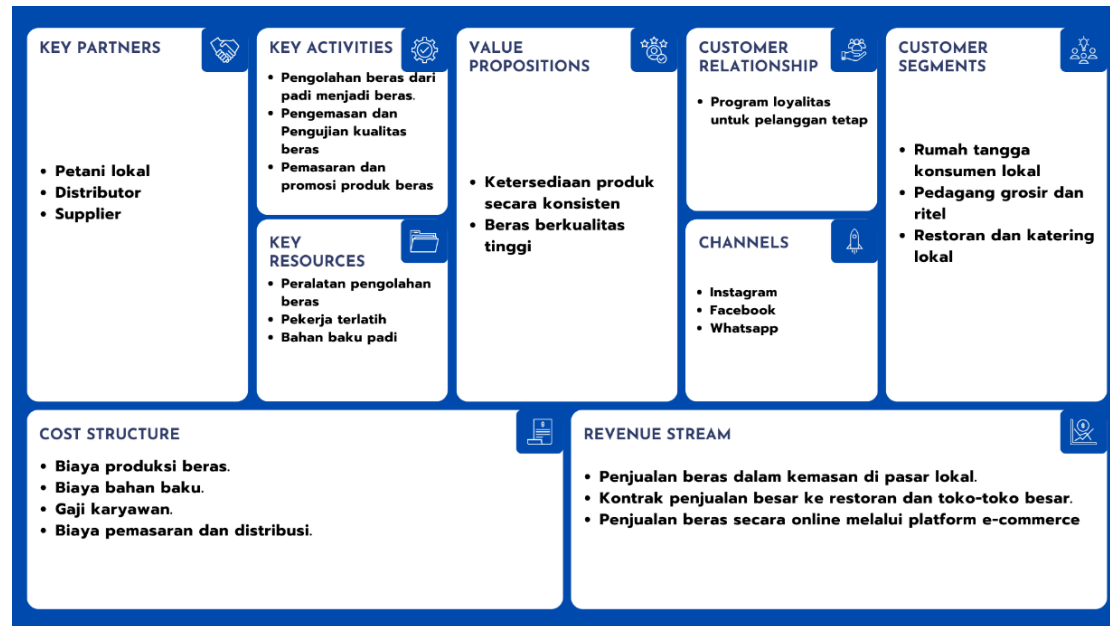 KEY PARTNERS
• Petani lokal
• Distributor
• Supplier
KEY ACTIVITIES
• Pengolahan beras dari
padi menjadi beras.
• Pengemasan dan
Pengujian kualitas
beras
• Pemasaran dan
promosi produk beras
KEY
RESOURCES
• Peralatan pengolahan
beras
• Pekerja terlatih
• Bahan baku padi
VALUE
PROPOSITIONS
• Ketersediaan produk
secara konsisten
• Beras berkualitas
tinggi
CUSTOMER
RELATIONSHIP
• Program loyalitas
untuk pelanggan tetap
CHANNELS
• Instagram
• Facebook
• Whatsapp
CUSTOMER
SEGMENTS
• Rumah tangga
konsumen lokal
• Pedagang grosir dan
ritel
• Restoran dan katering
lokal
COST STRUCTURE
• Biaya produksi beras.
• Biaya bahan baku.
• Gaji karyawan.
• Biaya pemasaran dan distribusi.
REVENUE STREAM
• Penjualan beras dalam kemasan di pasar lokal.
• Kontrak penjualan besar ke restoran dan toko-toko besar.
• Penjualan beras secara online melalui platform e-commerce